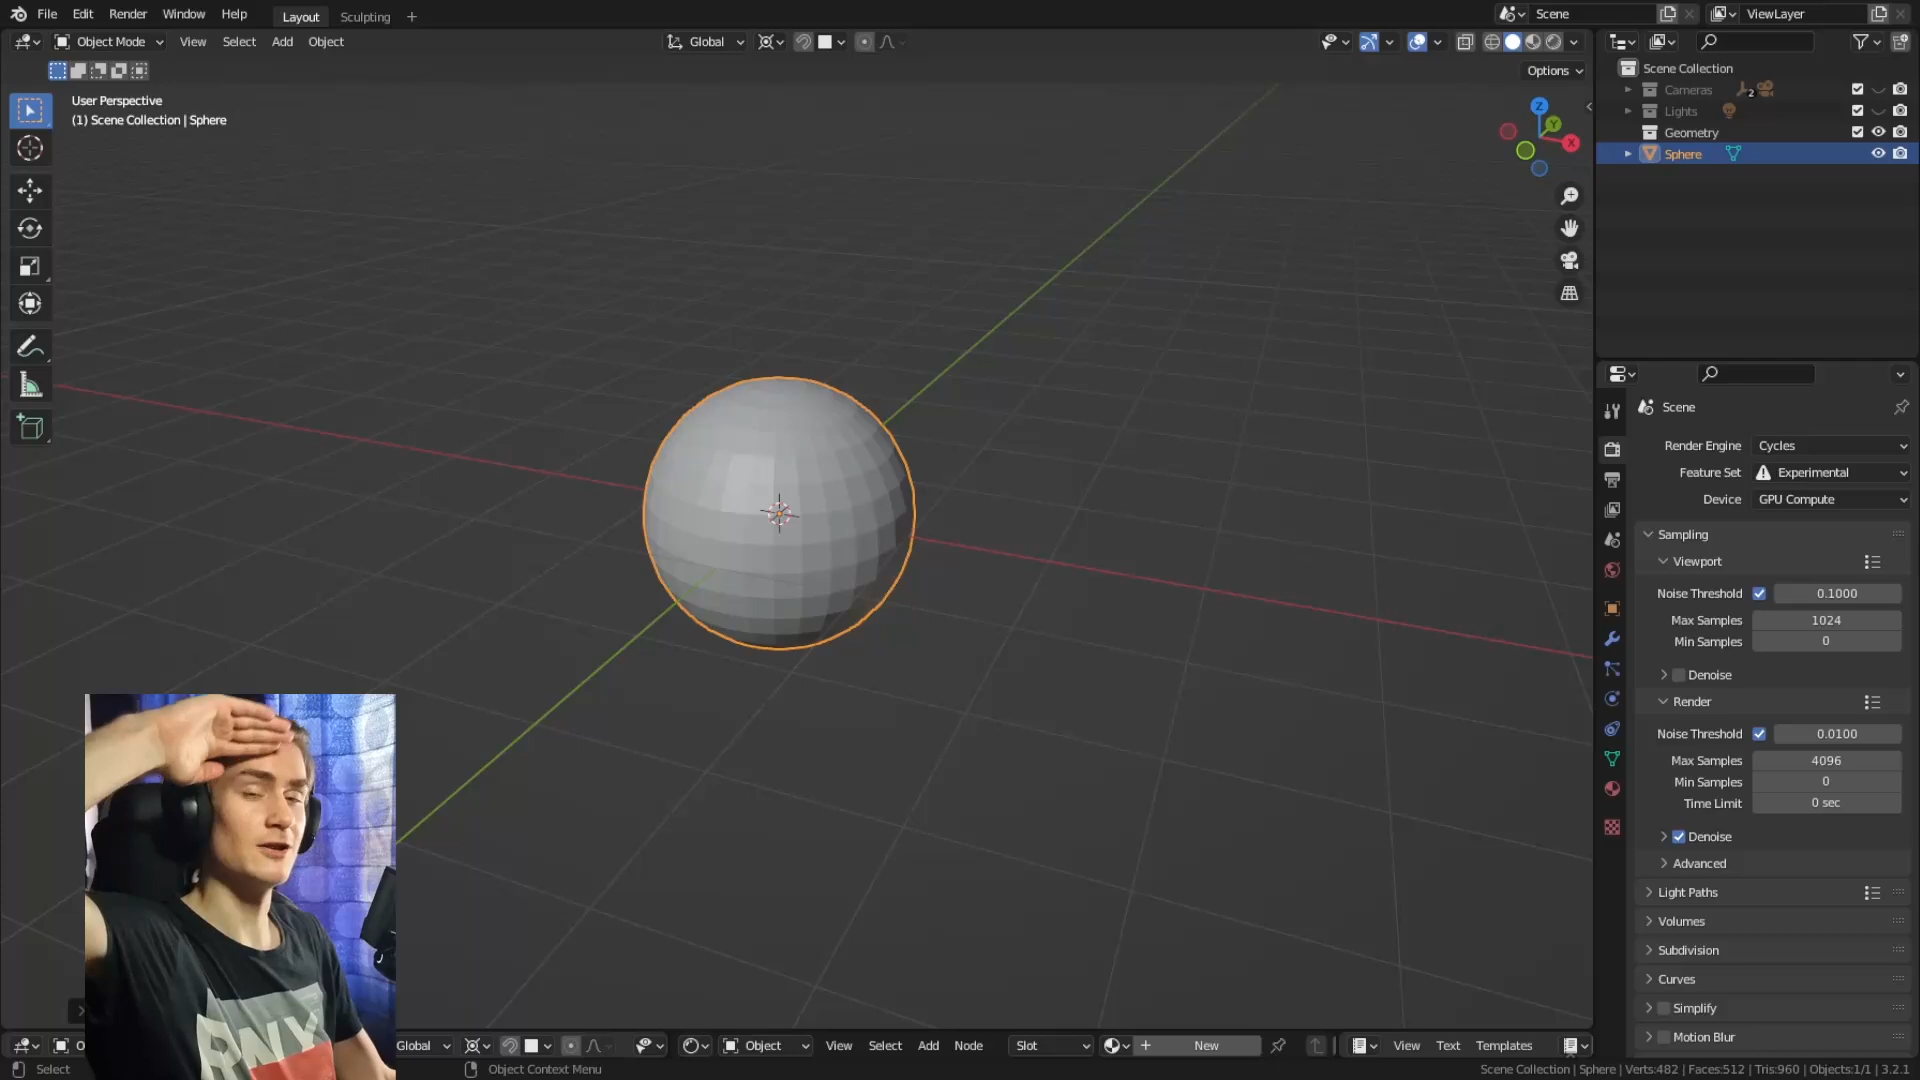 File Edit Render Window Help Layout Sculpting +
Scene ViewLayer
Object Mode View Select Add Object Global
Options
User Perspective
(1) Scene Collection | Sphere
Z
Y
X
Scene Collection
Cameras 2
Lights
Geometry
Sphere
Scene
Render Engine Cycles
Feature Set Experimental
Device GPU Compute
Sampling
Viewport
Noise Threshold 0.1000
Max Samples 1024
Min Samples 0
Denoise
Render
Noise Threshold 0.0100
Max Samples 4096
Min Samples 0
Time Limit 0 sec
Denoise
Advanced
Light Paths
Volumes
Subdivision
Curves
Simplify
Motion Blur
Global Object View Select Add Node Slot + New View Text Templates
Select Object Context Menu Scene Collection | Sphere | Verts:482 | Faces:512 | Tris:960 | Objects:1/1 | 3.2.1